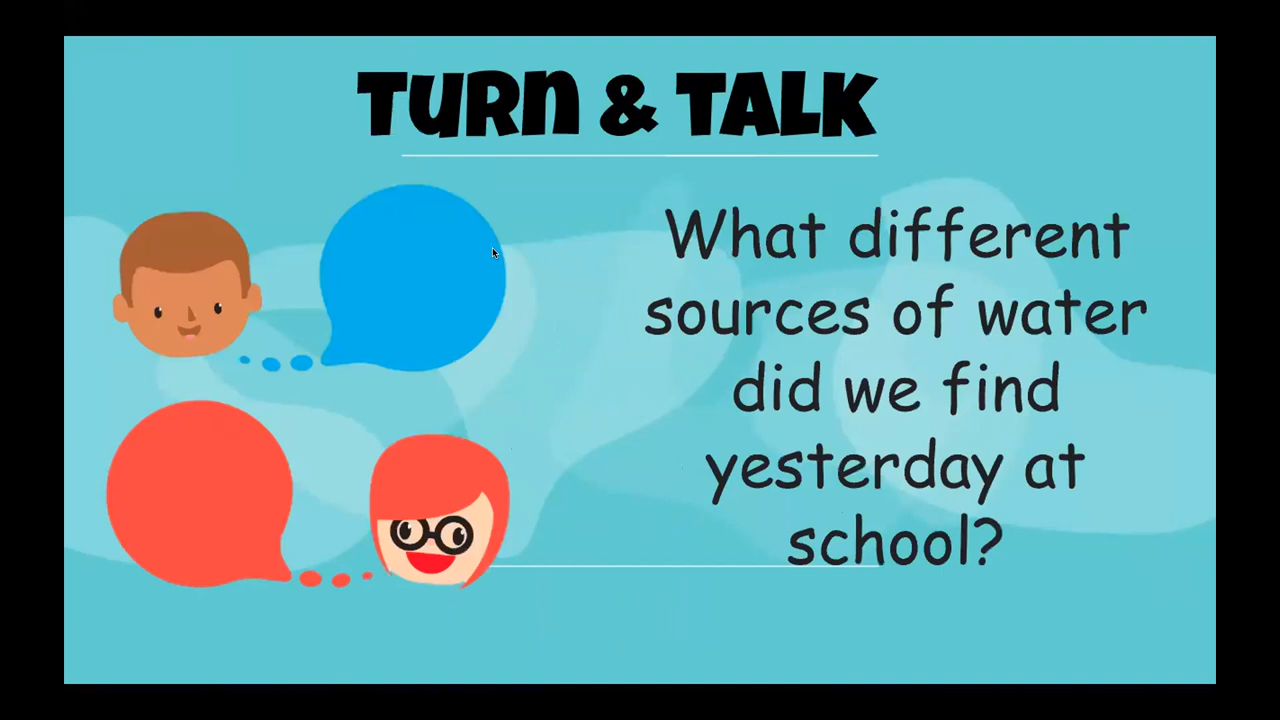 Turn & Talk
What different
sources of water
did we find
yesterday at
school?